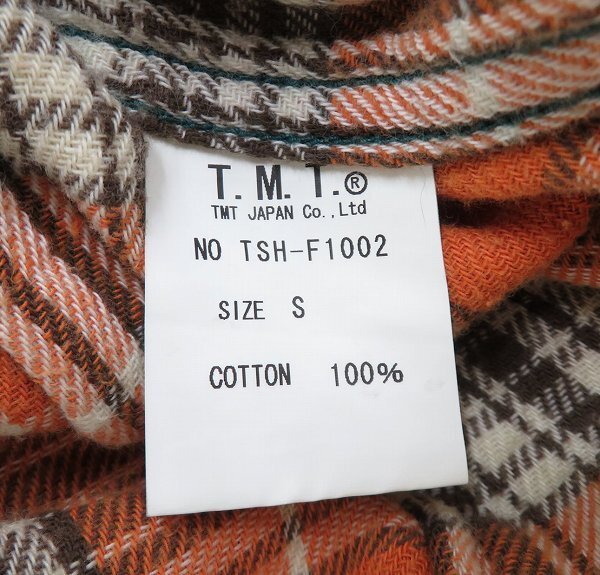 T.M.T.®
TMT JAPAN Co.,Ltd
NO TSH-F1002
SIZE S
COTTON 100%